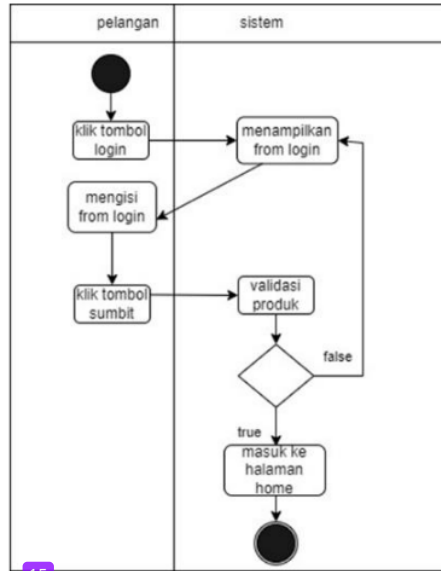 pelangan
sistem
klik tombol
login
menampilkan
from login
mengisi
from login
klik tombol
sumbit
validasi
produk
false
true
masuk ke
halaman
home
15